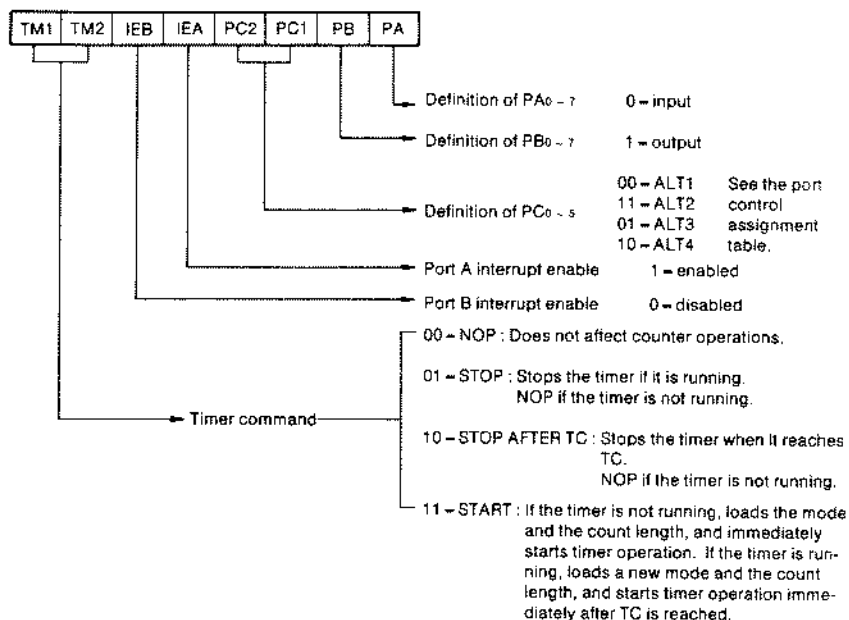 TM1 TM2 IEB IEA PC2 PC1 PB PA
Definition of PA0 ~ 7 0 – input
Definition of PB0 ~ 7 1 – output
Definition of PC0 ~ 5
00 – ALT1 See the port
11 – ALT2 control
01 – ALT3 assignment
10 – ALT4 table.
Port A interrupt enable 1 – enabled
Port B interrupt enable 0 – disabled
Timer command
00 – NOP : Does not affect counter operations.
01 – STOP : Stops the timer if it is running.
NOP if the timer is not running.
10 – STOP AFTER TC : Stops the timer when it reaches
TC.
NOP if the timer is not running.
11 – START : If the timer is not running, loads the mode
and the count length, and immediately
starts timer operation. If the timer is run-
ning, loads a new mode and the count
length, and starts timer operation imme-
diately after TC is reached.